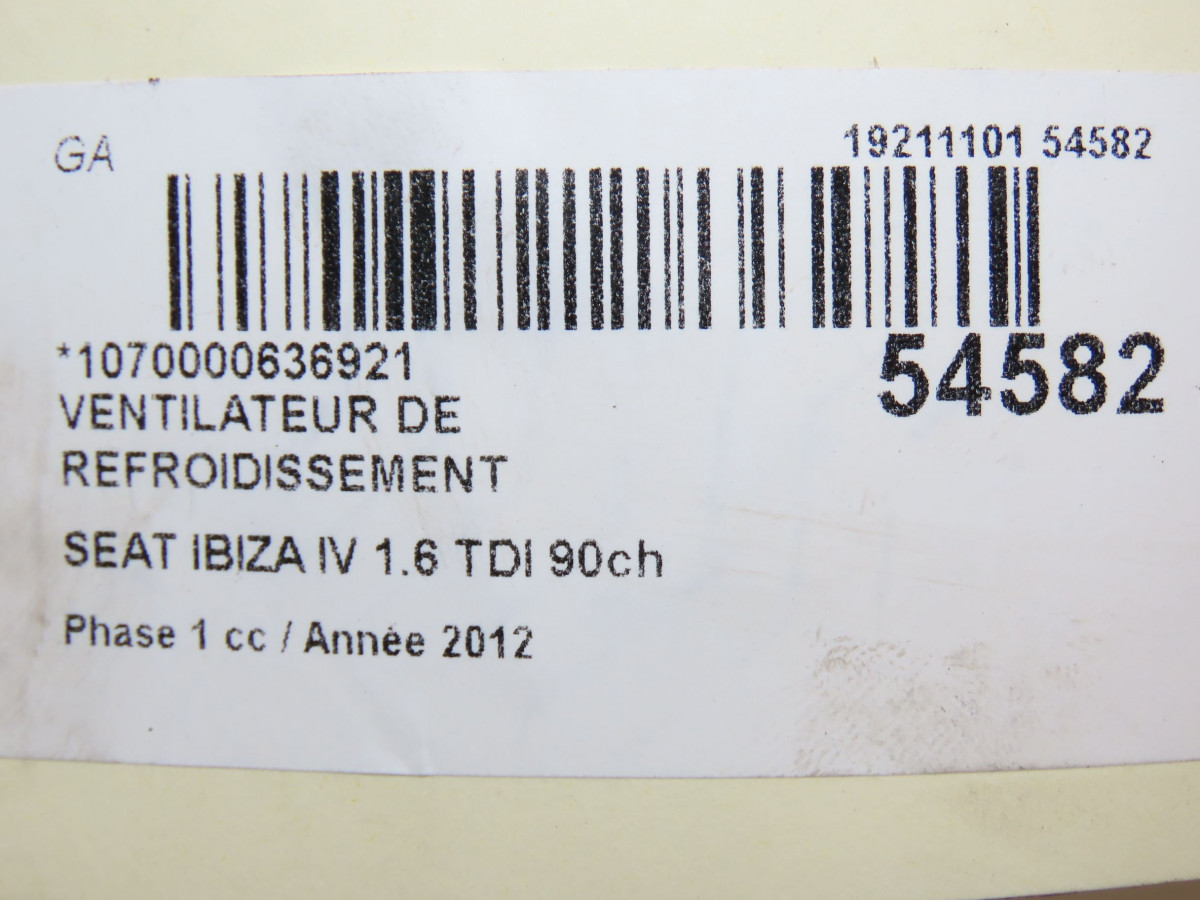 GA
19211101 54582
*1070000636921
54582
VENTILATEUR DE
REFROIDISSEMENT
SEAT IBIZA IV 1.6 TDI 90ch
Phase 1 cc / Année 2012